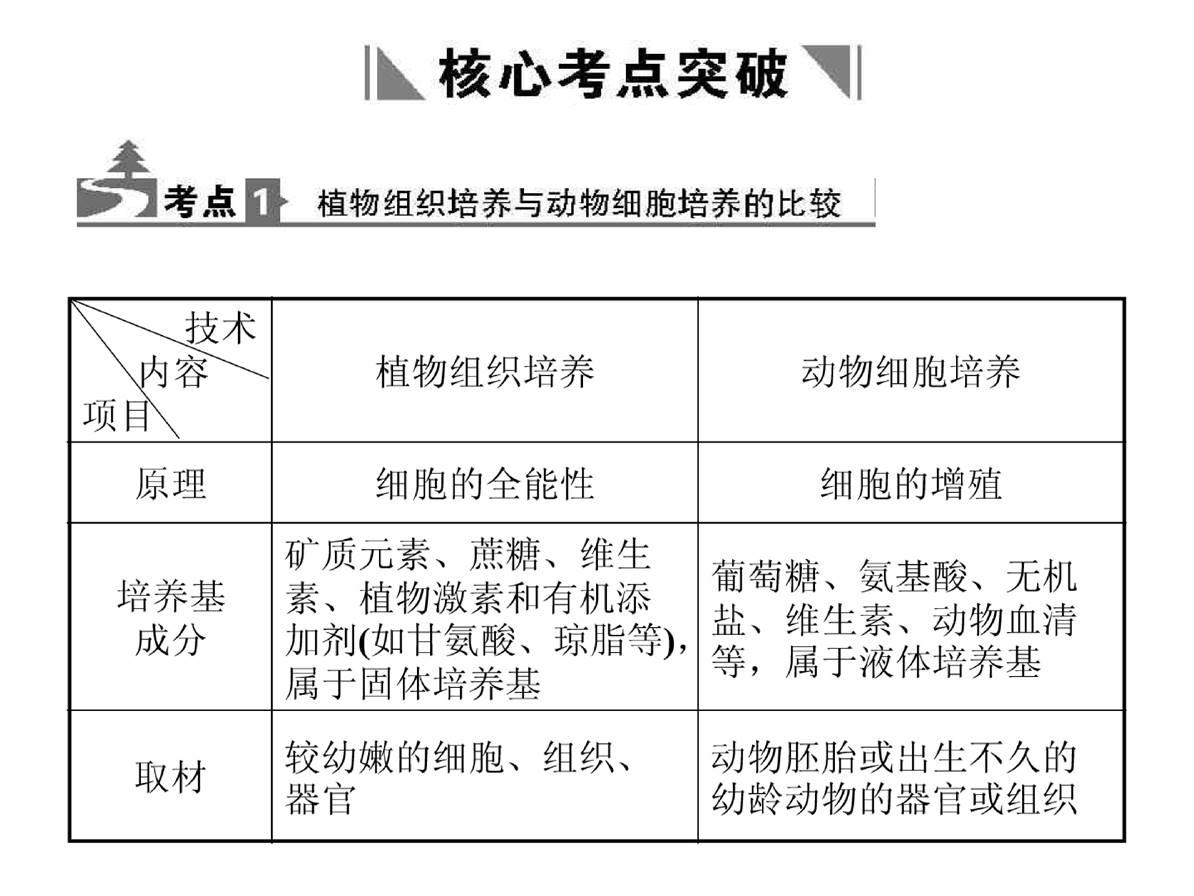 核心考点突破
考点1 植物组织培养与动物细胞培养的比较
技术
内容
项目
植物组织培养
动物细胞培养
原理
细胞的全能性
细胞的增殖
培养基
成分
矿质元素、蔗糖、维生
素、植物激素和有机添
加剂(如甘氨酸、琼脂等)，
属于固体培养基
葡萄糖、氨基酸、无机
盐、维生素、动物血清
等，属于液体培养基
取材
较幼嫩的细胞、组织、
器官
动物胚胎或出生不久的
幼龄动物的器官或组织